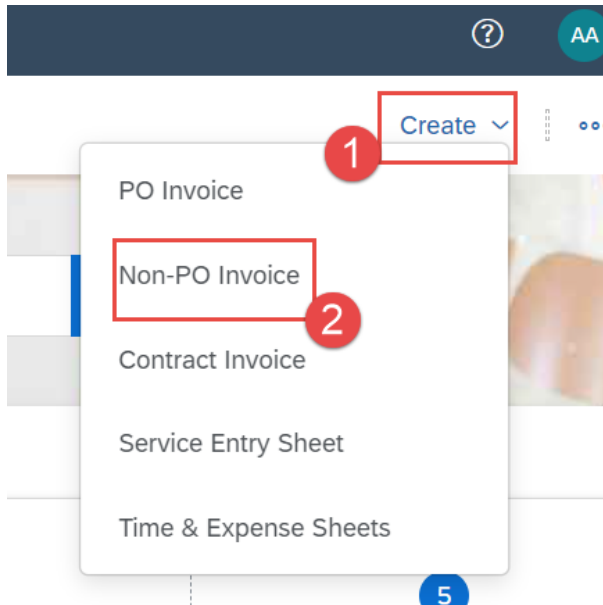 AA
Create
1
PO Invoice
Non-PO Invoice
2
Contract Invoice
Service Entry Sheet
Time & Expense Sheets
5